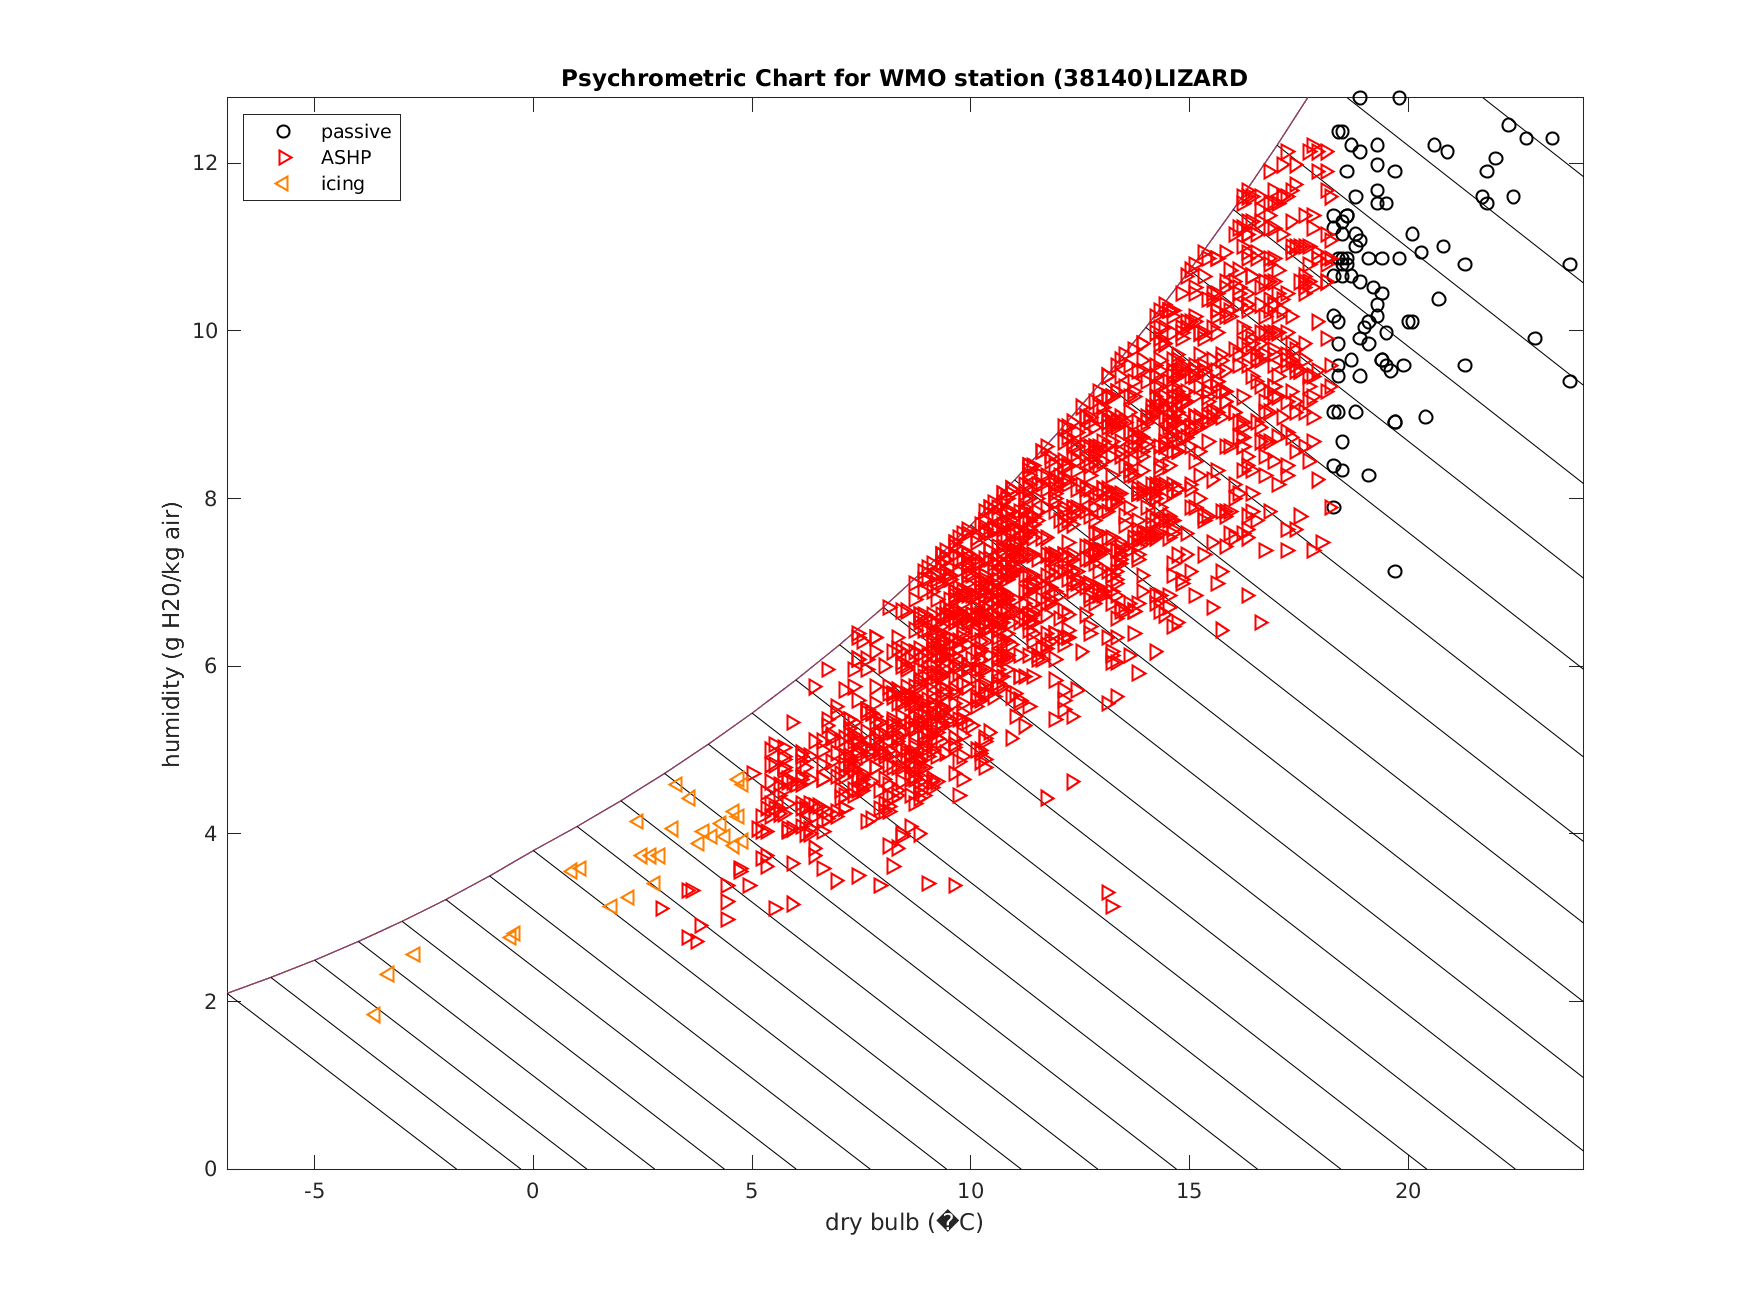 Psychrometric Chart for WMO station (38140)LIZARD
passive
ASHP
icing
humidity (g H20/kg air)
12
10
8
6
4
2
0
-5 0 5 10 15 20
dry bulb (�C)